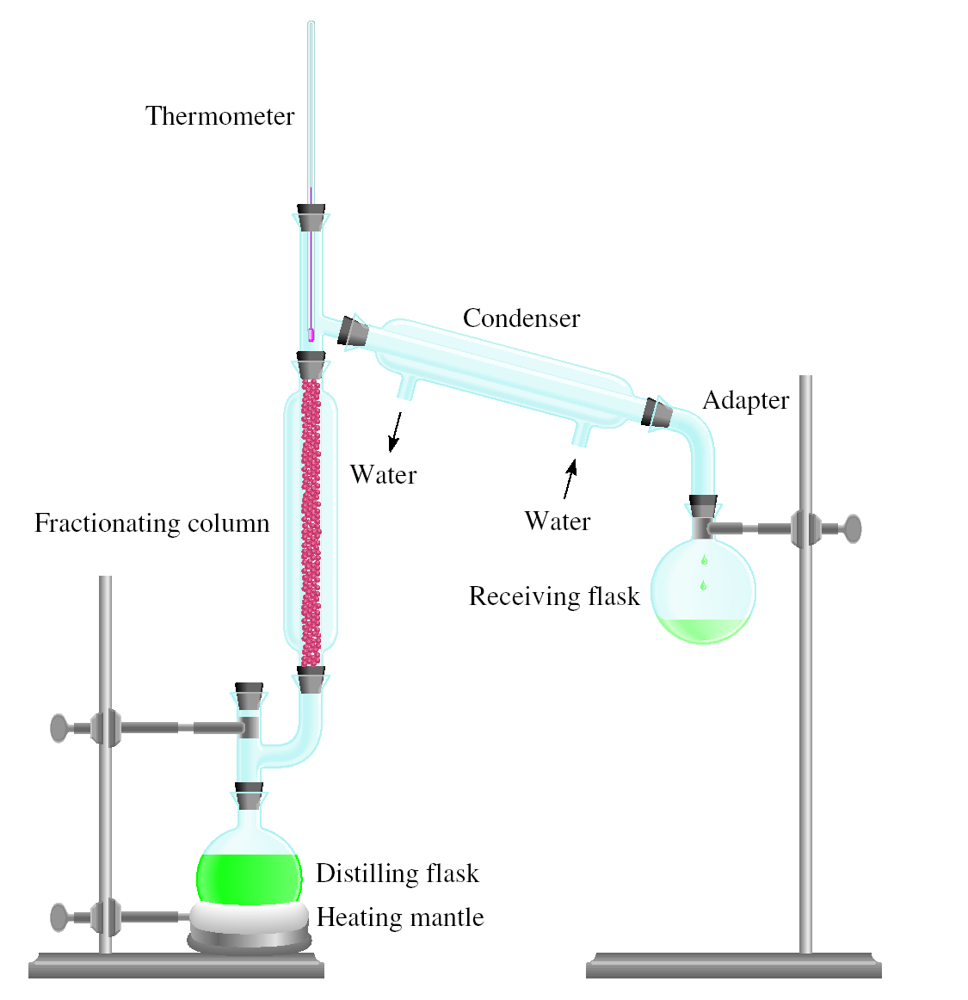 Thermometer
Condenser
Adapter
Water
Water
Fractionating column
Receiving flask
Distilling flask
Heating mantle